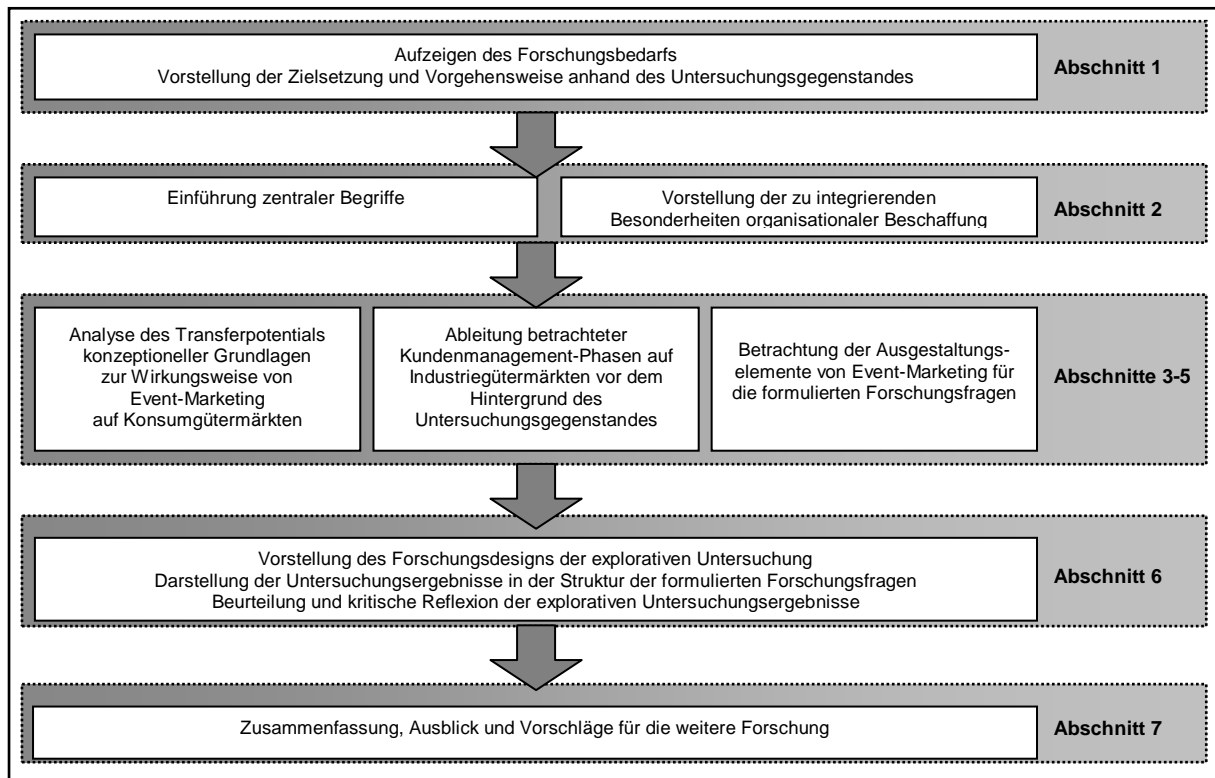 Aufzeigen des Forschungsbedarfs
Vorstellung der Zielsetzung und Vorgehensweise anhand des Untersuchungsgegenstandes
Abschnitt 1
Einführung zentraler Begriffe
Vorstellung der zu integrierenden
Besonderheiten organisationaler Beschaffung
Abschnitt 2
Analyse des Transferpotentials
konzeptioneller Grundlagen
zur Wirkungsweise von
Event-Marketing
auf Konsumgütermärkten
Ableitung betrachteter
Kundenmanagement-Phasen auf
Industriegütermärkten vor dem
Hintergrund des
Untersuchungsgegenstandes
Betrachtung der Ausgestaltungs-
elemente von Event-Marketing für
die formulierten Forschungsfragen
Abschnitte 3-5
Vorstellung des Forschungsdesigns der explorativen Untersuchung
Darstellung der Untersuchungsergebnisse in der Struktur der formulierten Forschungsfragen
Beurteilung und kritische Reflexion der explorativen Untersuchungsergebnisse
Abschnitt 6
Zusammenfassung, Ausblick und Vorschläge für die weitere Forschung
Abschnitt 7